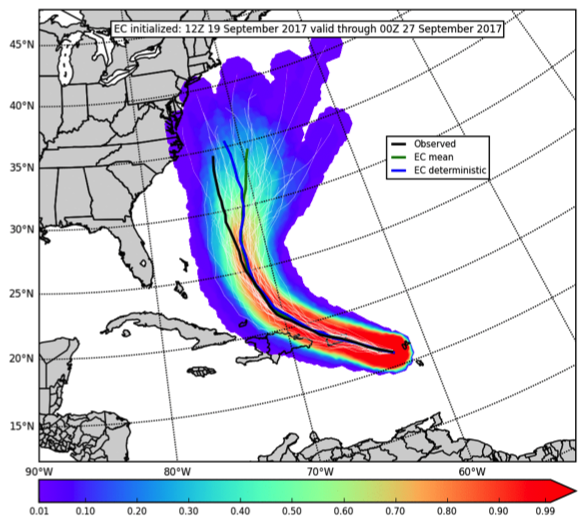 EC initialized: 12Z 19 September 2017 valid through 00Z 27 September 2017
45°N
40°N
35°N
30°N
25°N
20°N
15°N
Observed
EC mean
EC deterministic
90°W 80°W 70°W 60°W
0.01 0.10 0.20 0.30 0.40 0.50 0.60 0.70 0.80 0.90 0.99